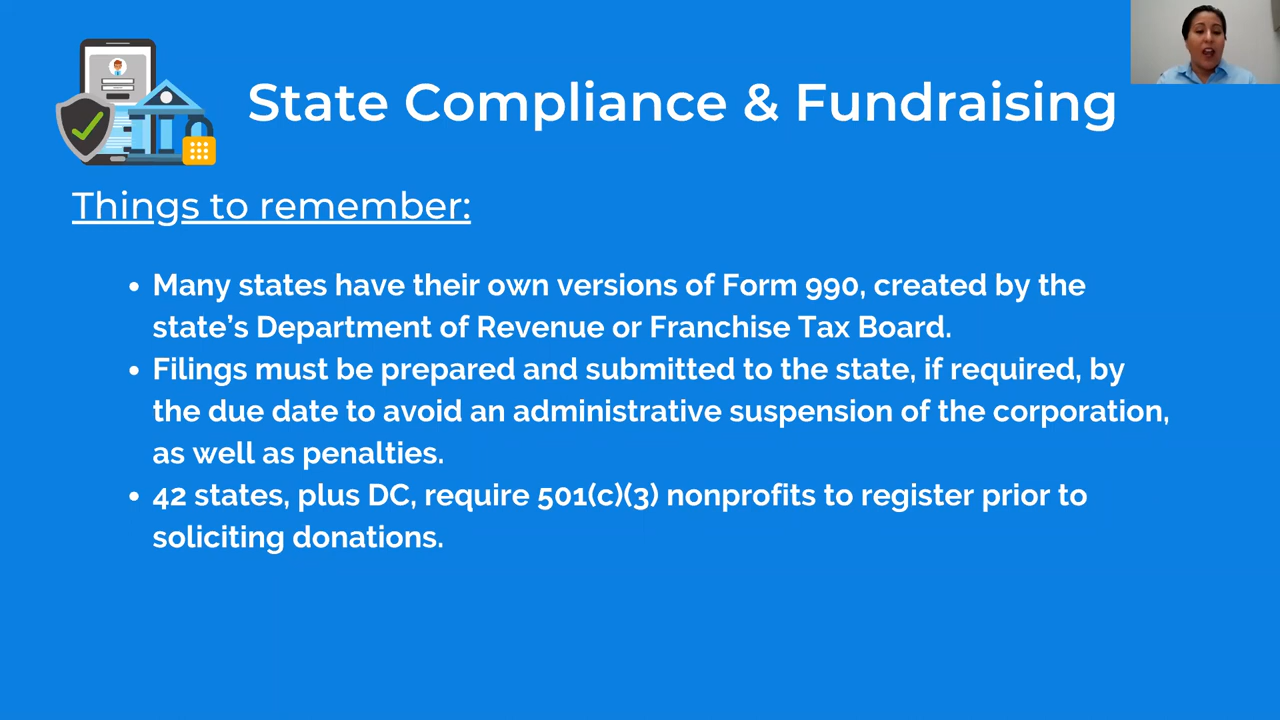 State Compliance & Fundraising
Things to remember:
• Many states have their own versions of Form 990, created by the
state’s Department of Revenue or Franchise Tax Board.
• Filings must be prepared and submitted to the state, if required, by
the due date to avoid an administrative suspension of the corporation,
as well as penalties.
• 42 states, plus DC, require 501(c)(3) nonprofits to register prior to
soliciting donations.